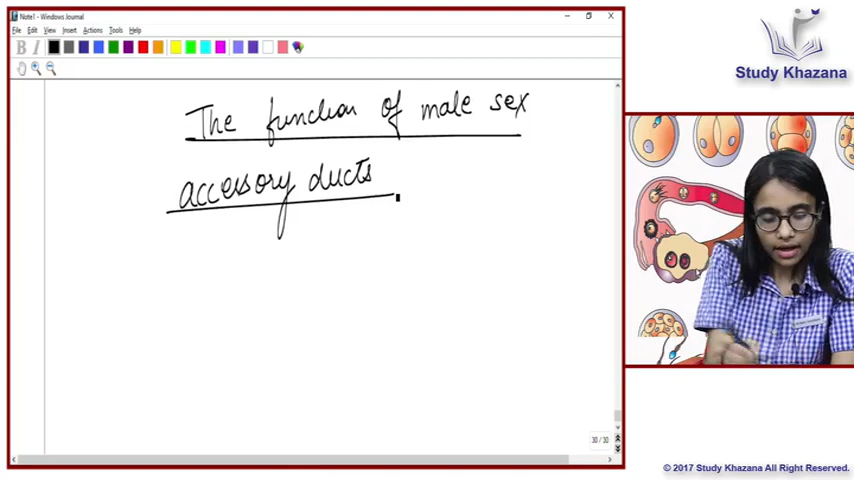 Note1 - Windows Journal
File Edit View Insert Actions Tools Help
B I
The function of male sex
accessory ducts
30 / 30
Study Khazana
© 2017 Study Khazana All Right Reserved.